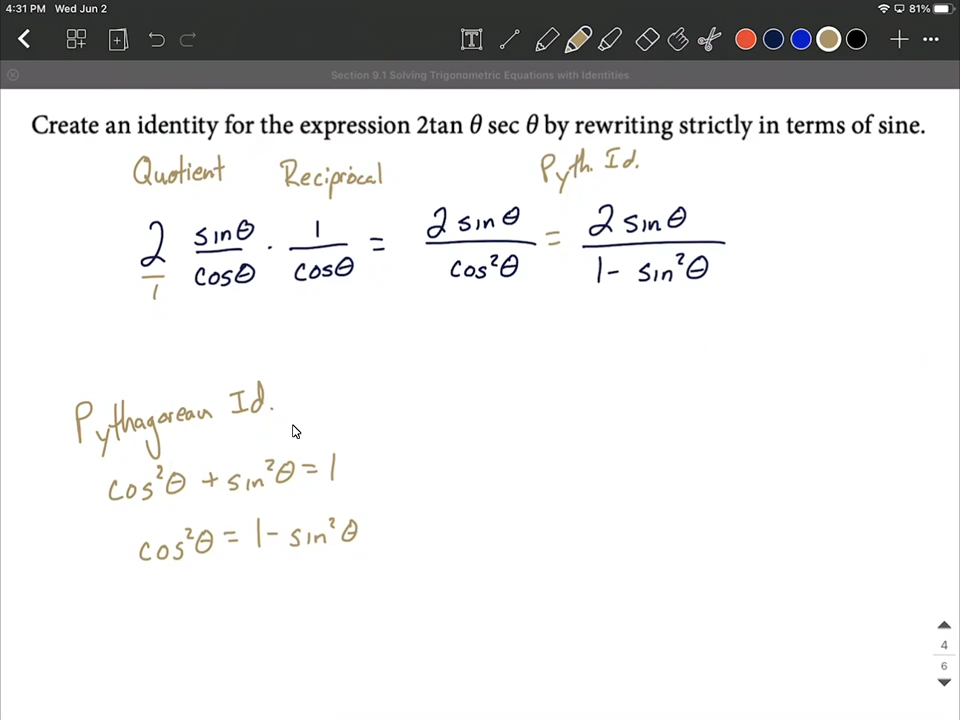 4:31 PM Wed Jun 2 81%
T
Section 9.1 Solving Trigonometric Equations with Identities
Create an identity for the expression 2tan θ sec θ by rewriting strictly in terms of sine.
Quotient Reciprocal Pyth. Id.
2/1 sinθ/cosθ · 1/cosθ = 2 sinθ/cos²θ = 2 sinθ/1 - sin²θ
Pythagorean Id.
cos²θ + sin²θ = 1
cos²θ = 1 - sin²θ
4
6